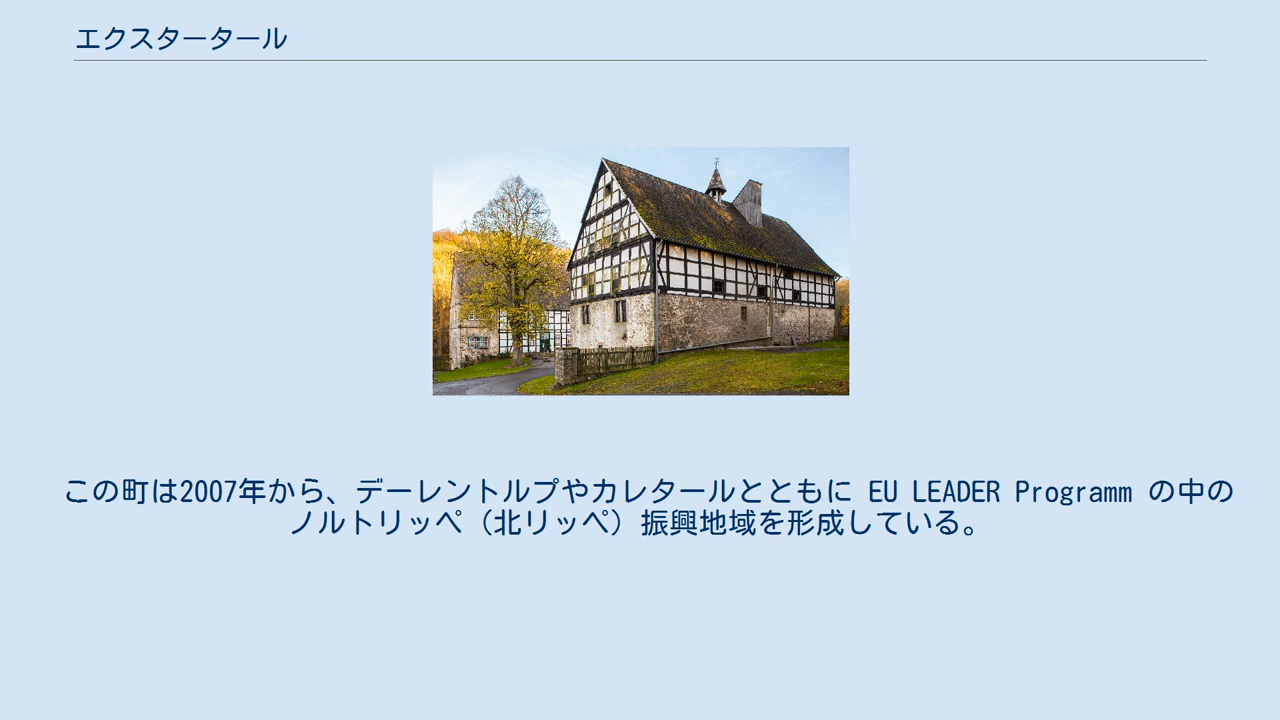 エクスタータール
この町は2007年から、デーレントルプやカレタールとともに EU LEADER Programm の中の
ノルトリッペ（北リッペ）振興地域を形成している。